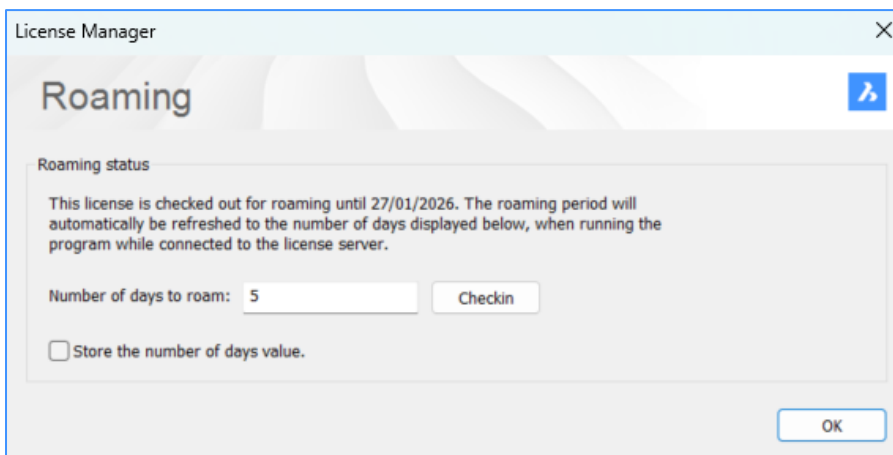 License Manager
Roaming
Roaming status
This license is checked out for roaming until 27/01/2026. The roaming period will
automatically be refreshed to the number of days displayed below, when running the
program while connected to the license server.
Number of days to roam: 5 Checkin
Store the number of days value.
OK